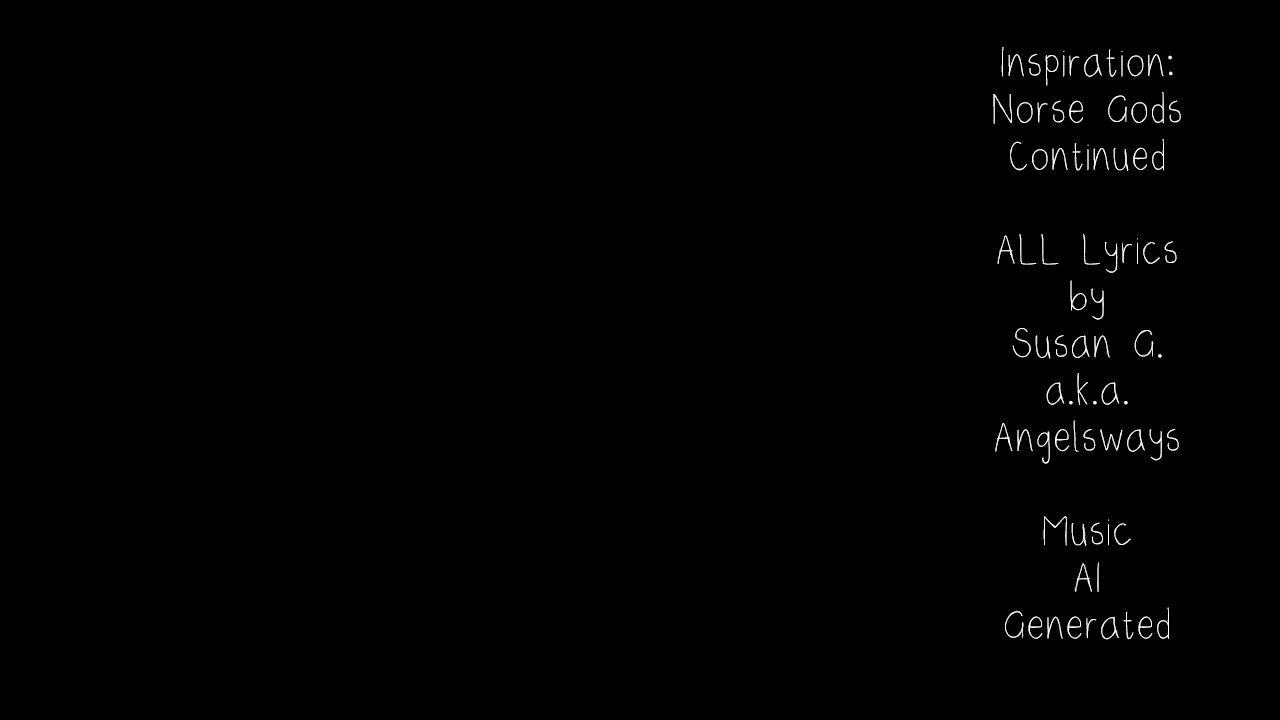 Inspiration:
Norse Gods
Continued
ALL Lyrics
by
Susan G.
a.k.a.
Angelsways
Music
AI
Generated